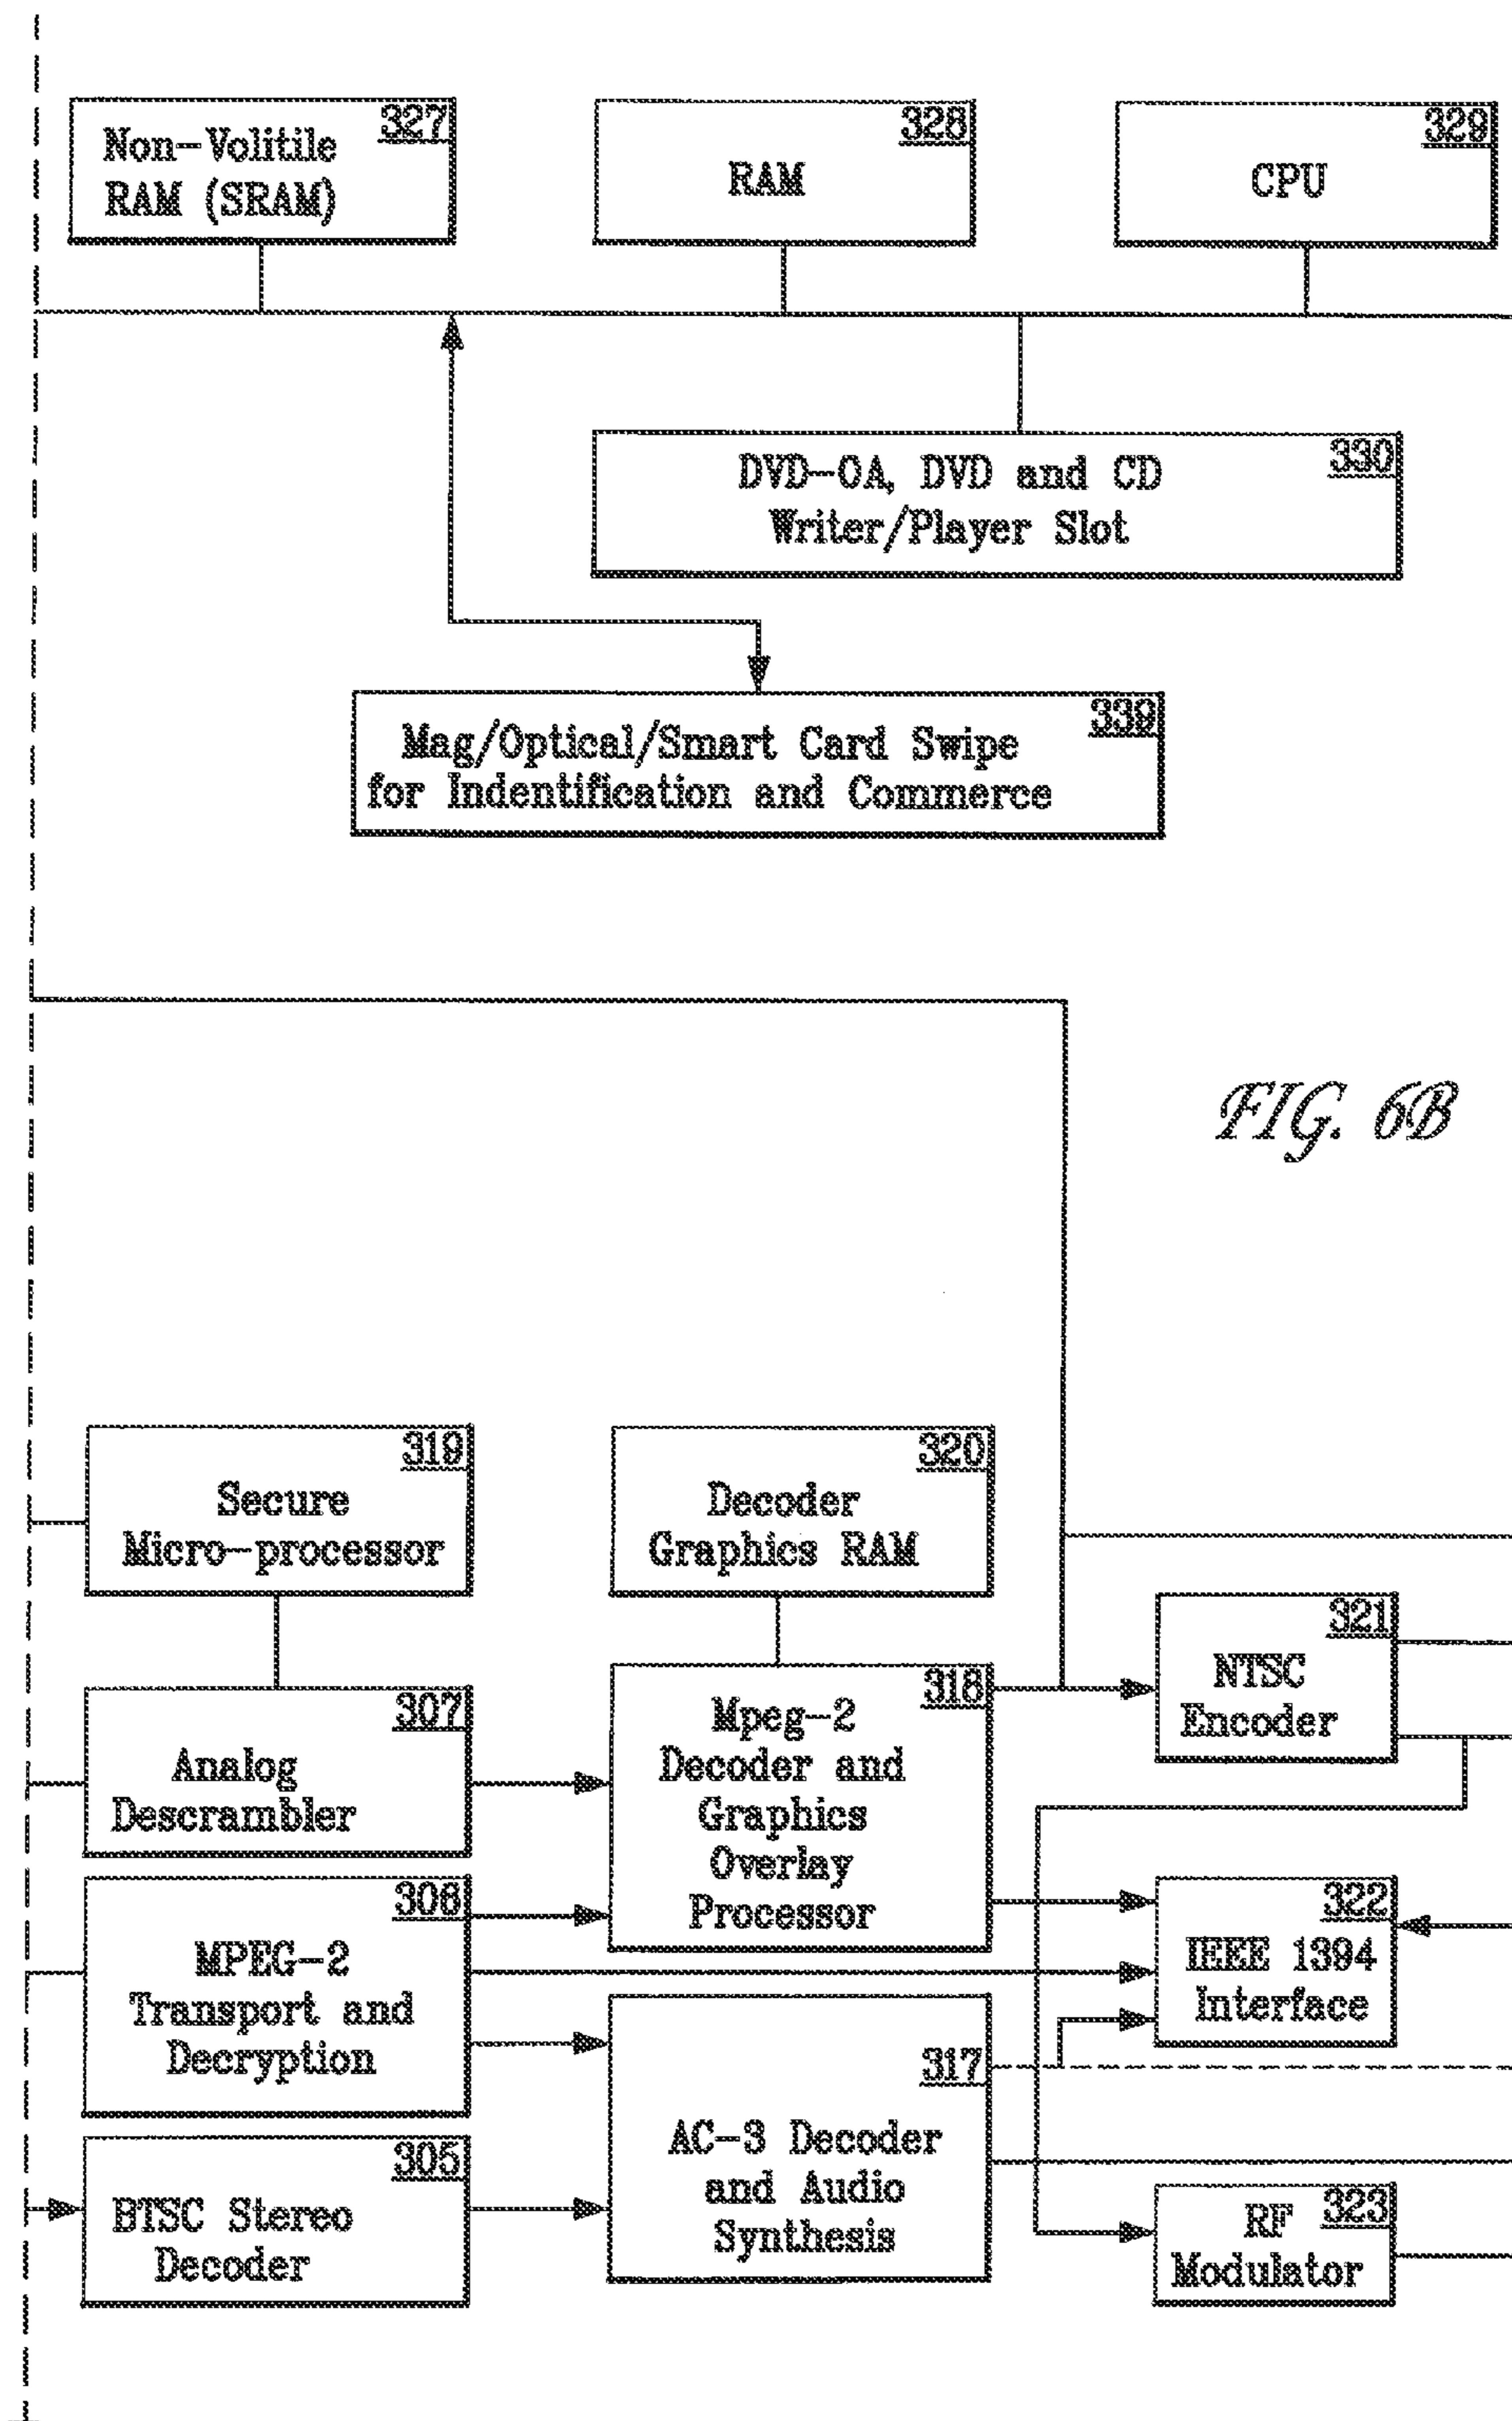 327
Non-Volitile
RAM (SRAM)
328
RAM
329
CPU
330
DVD-OA, DVD and CD
Writer/Player Slot
339
Mag/Optical/Smart Card Swipe
for Indentification and Commerce
FIG. 6B
319
Secure
Micro-processor
320
Decoder
Graphics RAM
321
NTSC
Encoder
307
Analog
Descrambler
318
Mpeg-2
Decoder and
Graphics
Overlay
Processor
308
MPEG-2
Transport and
Decryption
322
IEEE 1394
Interface
317
AC-3 Decoder
and Audio
Synthesis
305
BTSC Stereo
Decoder
323
RF
Modulator